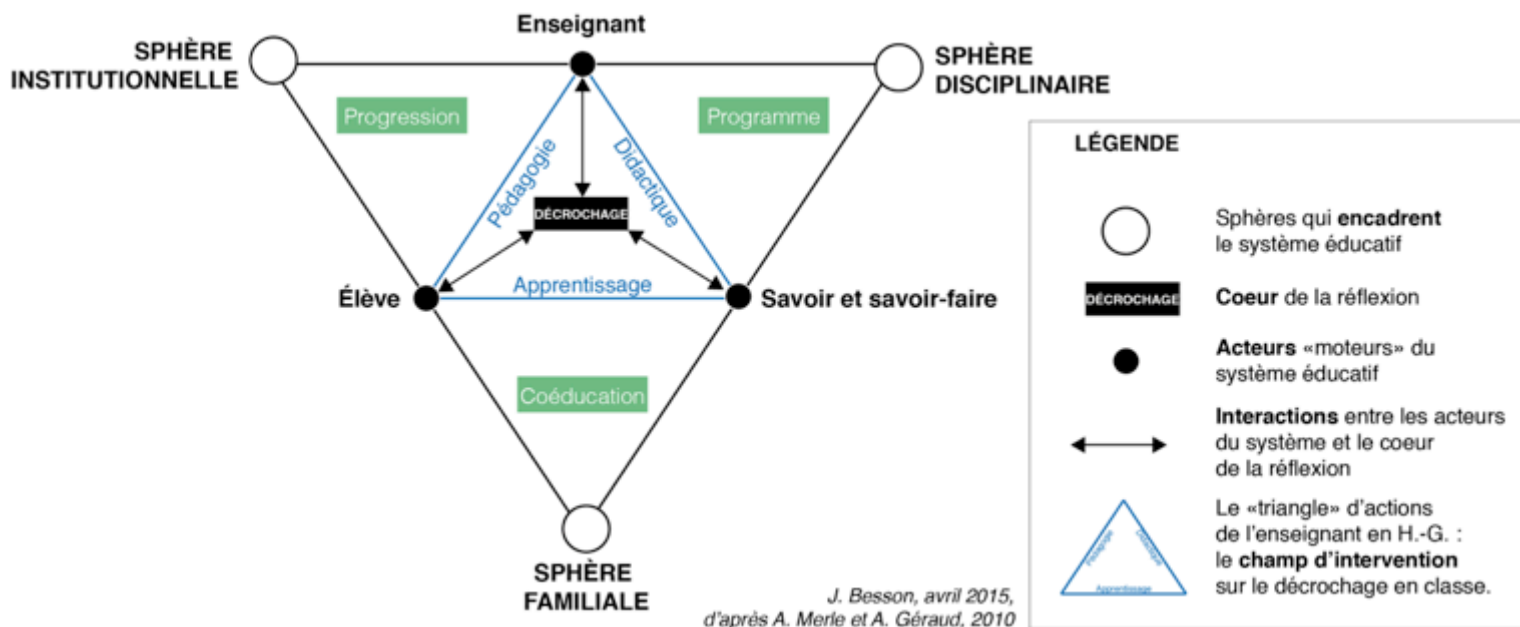 Enseignant
SPHÈRE
INSTITUTIONNELLE
SPHÈRE
DISCIPLINAIRE
Progression
Programme
Pédagogie
Didactique
DÉCROCHAGE
Élève
Apprentissage
Savoir et savoir-faire
Coéducation
SPHÈRE
FAMILIALE
J. Besson, avril 2015,
d'après A. Merle et A. Géraud, 2010
LÉGENDE
Sphères qui encadrent
le système éducatif
DÉCROCHAGE
Coeur de la réflexion
Acteurs «moteurs» du
système éducatif
Interactions entre les acteurs
du système et le coeur
de la réflexion
Le «triangle» d'actions
de l'enseignant en H.-G. :
le champ d'intervention
sur le décrochage en classe.
Pédagogie
Didactique
Apprentissage